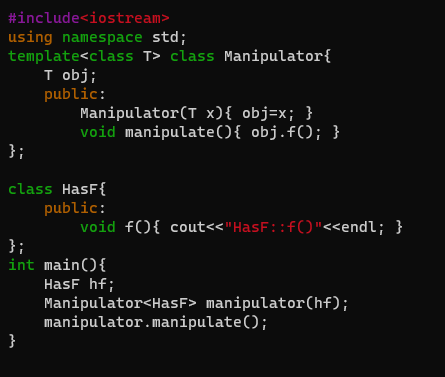 #include<iostream>
using namespace std;
template<class T> class Manipulator{
    T obj;
    public:
        Manipulator(T x){ obj=x; }
        void manipulate(){ obj.f(); }
};

class HasF{
    public:
        void f(){ cout<<"HasF::f()"<<endl; }
};
int main(){
    HasF hf;
    Manipulator<HasF> manipulator(hf);
    manipulator.manipulate();
}